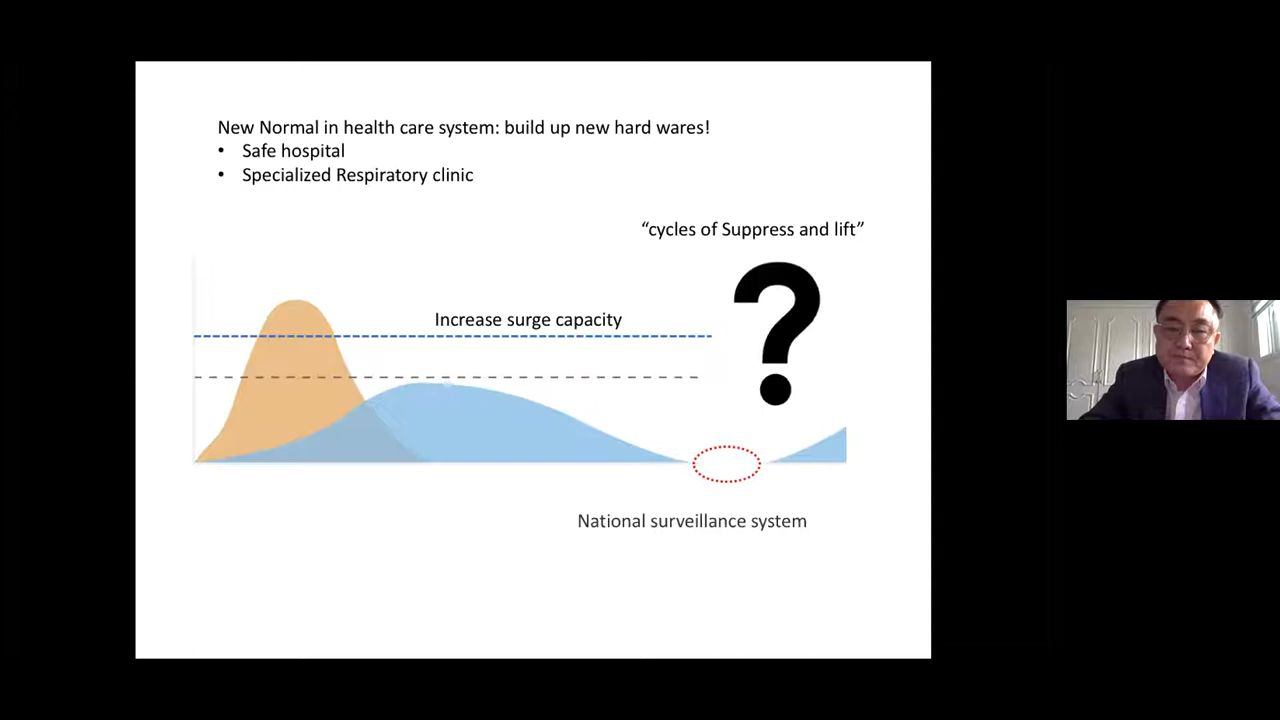 New Normal in health care system: build up new hard wares!
• Safe hospital
• Specialized Respiratory clinic
“cycles of Suppress and lift”
?
Increase surge capacity
National surveillance system